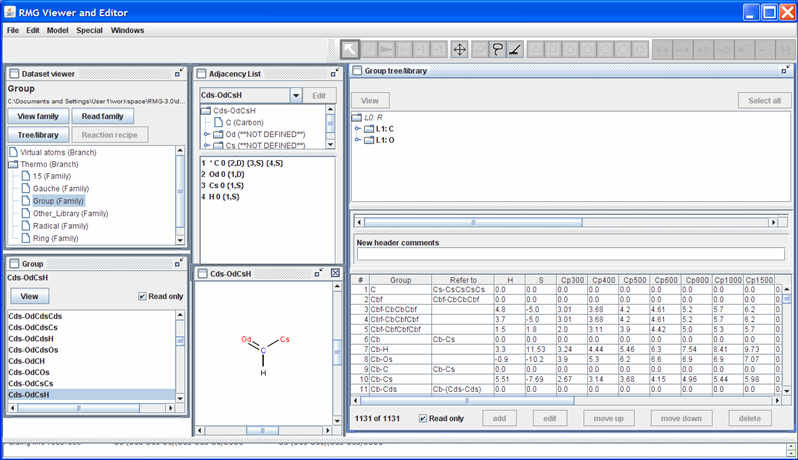 RMG Viewer and Editor
File Edit Model Special Windows
Dataset viewer
Group
C:\Documents and Settings\User1\workspace\RMG-3.0\d...
View family Read family
Tree/library Reaction recipe
Virtual atoms (Branch)
Thermo (Branch)
15 (Family)
Gauche (Family)
Group (Family)
Other_Library (Family)
Radical (Family)
Ring (Family)
Group
Cds-OdCsH
View Read only
Cds-OdCdsCds
Cds-OdCdsCs
Cds-OdCdsH
Cds-OdCdsOs
Cds-OdCH
Cds-OdCOs
Cds-OdCsCs
Cds-OdCsH
Adjacency List
Cds-OdCsH Edit
Cds-OdCsH
C (Carbon)
Od (**NOT DEFINED**)
Cs (**NOT DEFINED**)
1 * C 0 {2,D} {3,S} {4,S}
2 Od 0 {1,D}
3 Cs 0 {1,S}
4 H 0 {1,S}
Cds-OdCsH
Od Cs
C
H
Group tree/library
View Select all
L0: R
L1: C
L1: O
New header comments
# Group Refer to H S Cp300 Cp400 Cp500 Cp600 Cp800 Cp1000 Cp1500
1 C Cs-CsCsCsCs 0.0 0.0 0.0 0.0 0.0 0.0 0.0 0.0 0.0 0.
2 Cbf Cbf-CbCbCbf 0.0 0.0 0.0 0.0 0.0 0.0 0.0 0.0 0.0 0.
3 Cbf-CbCbCbf 4.8 -5.0 3.01 3.68 4.2 4.61 5.2 5.7 6.2 0.
4 Cbf-CbCbfCbf 3.7 -5.0 3.01 3.68 4.2 4.61 5.2 5.7 6.2 0.
5 Cbf-CbfCbfCbf 1.5 1.8 2.0 3.11 3.9 4.42 5.0 5.3 5.7 0.
6 Cb Cb-Cs 0.0 0.0 0.0 0.0 0.0 0.0 0.0 0.0 0.0 0.
7 Cb-H 3.3 11.53 3.24 4.44 5.46 6.3 7.54 8.41 9.73 0.
8 Cb-Os -0.9 -10.2 3.9 5.3 6.2 6.6 6.9 6.9 7.07 0.
9 Cb-C Cb-Cs 0.0 0.0 0.0 0.0 0.0 0.0 0.0 0.0 0.0 0.
10 Cb-Cs 5.51 -7.69 2.67 3.14 3.68 4.15 4.96 5.44 5.98 0.
11 Cb-Cds Cb-(Cds-Cds) 0.0 0.0 0.0 0.0 0.0 0.0 0.0 0.0 0.0 0.
1131 of 1131 Read only add edit move up move down delete